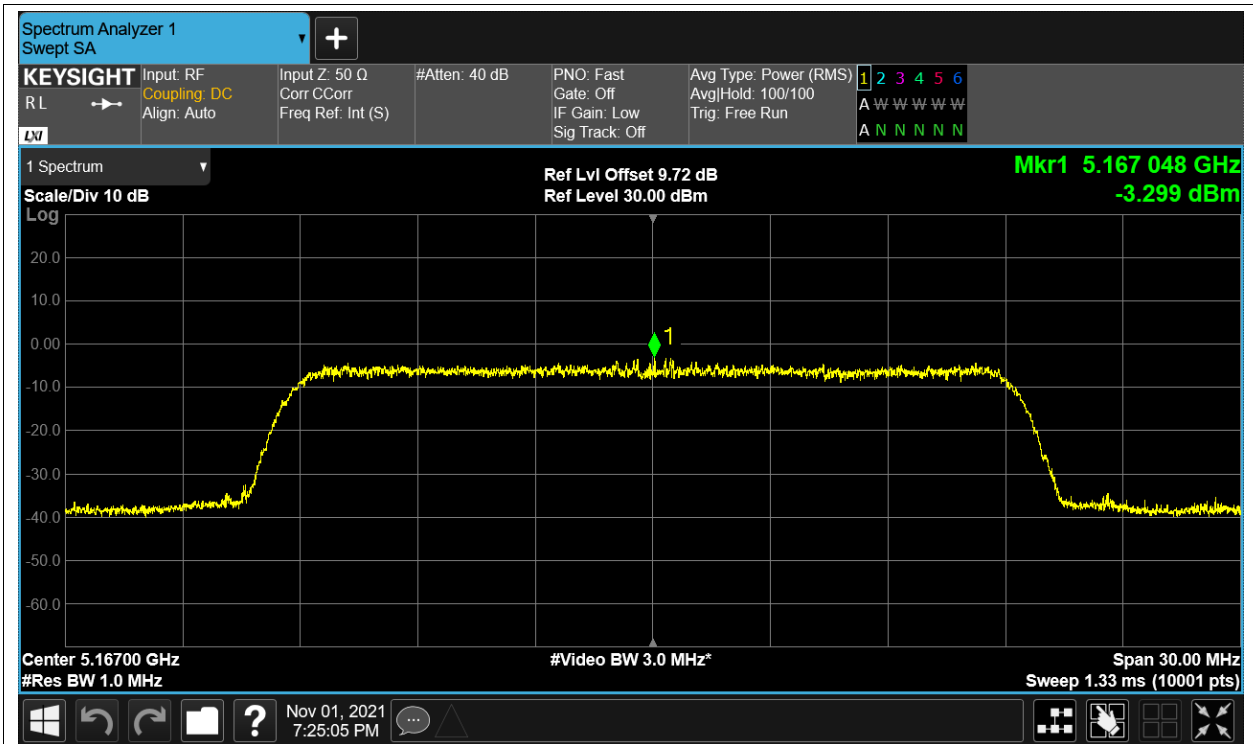 Spectrum Analyzer 1
Swept SA
KEYSIGHT Input: RF Input Z: 50 Ω #Atten: 40 dB PNO: Fast Avg Type: Power (RMS) 1 2 3 4 5 6
R L Coupling: DC Corr CCorr Gate: Off Avg|Hold: 100/100 A W W W W W
Align: Auto Freq Ref: Int (S) IF Gain: Low Trig: Free Run
LXI Sig Track: Off A N N N N N
1 Spectrum Ref Lvl Offset 9.72 dB Mkr1 5.167 048 GHz
Scale/Div 10 dB Ref Level 30.00 dBm -3.299 dBm
Log
20.0
10.0
0.00
1
-10.0
-20.0
-30.0
-40.0
-50.0
-60.0
Center 5.16700 GHz #Video BW 3.0 MHz* Span 30.00 MHz
#Res BW 1.0 MHz Sweep 1.33 ms (10001 pts)
? Nov 01, 2021
7:25:05 PM